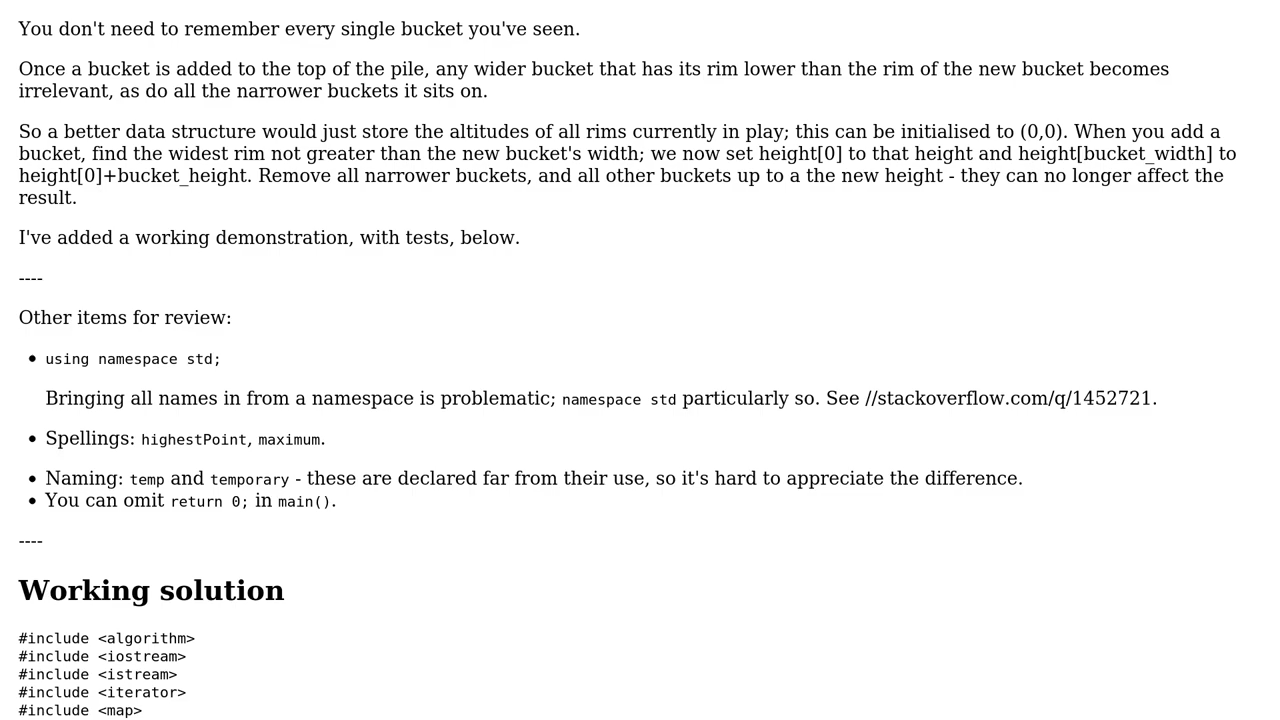 You don't need to remember every single bucket you've seen.
Once a bucket is added to the top of the pile, any wider bucket that has its rim lower than the rim of the new bucket becomes
irrelevant, as do all the narrower buckets it sits on.
So a better data structure would just store the altitudes of all rims currently in play; this can be initialised to (0,0). When you add a
bucket, find the widest rim not greater than the new bucket's width; we now set height[0] to that height and height[bucket_width] to
height[0]+bucket_height. Remove all narrower buckets, and all other buckets up to a the new height - they can no longer affect the
result.
I've added a working demonstration, with tests, below.
----
Other items for review:
• using namespace std;
Bringing all names in from a namespace is problematic; namespace std particularly so. See //stackoverflow.com/q/1452721.
• Spellings: highestPoint, maximum.
• Naming: temp and temporary - these are declared far from their use, so it's hard to appreciate the difference.
• You can omit return 0; in main().
----
Working solution
#include <algorithm>
#include <iostream>
#include <istream>
#include <iterator>
#include <map>